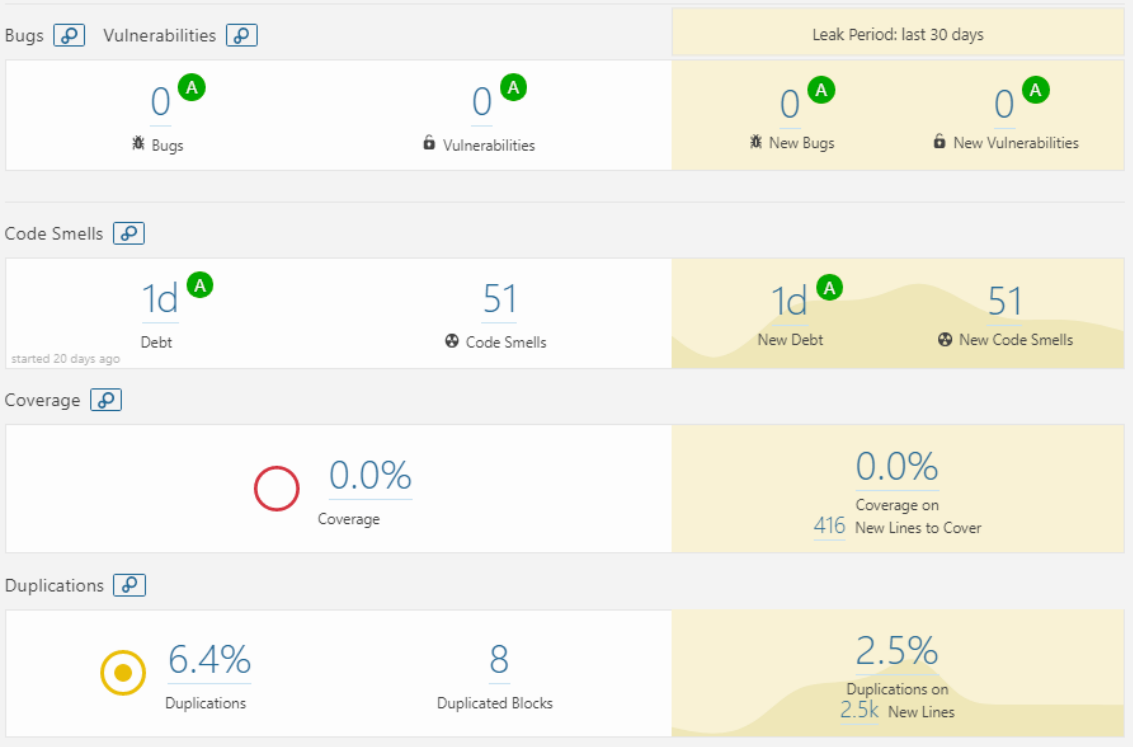 Bugs Vulnerabilities
Leak Period: last 30 days
0 A
Bugs
0 A
Vulnerabilities
0 A
New Bugs
0 A
New Vulnerabilities
Code Smells
1d A
Debt
started 20 days ago
51
Code Smells
1d A
New Debt
51
New Code Smells
Coverage
0.0%
Coverage
0.0%
Coverage on
416 New Lines to Cover
Duplications
6.4%
Duplications
8
Duplicated Blocks
2.5%
Duplications on
2.5k New Lines